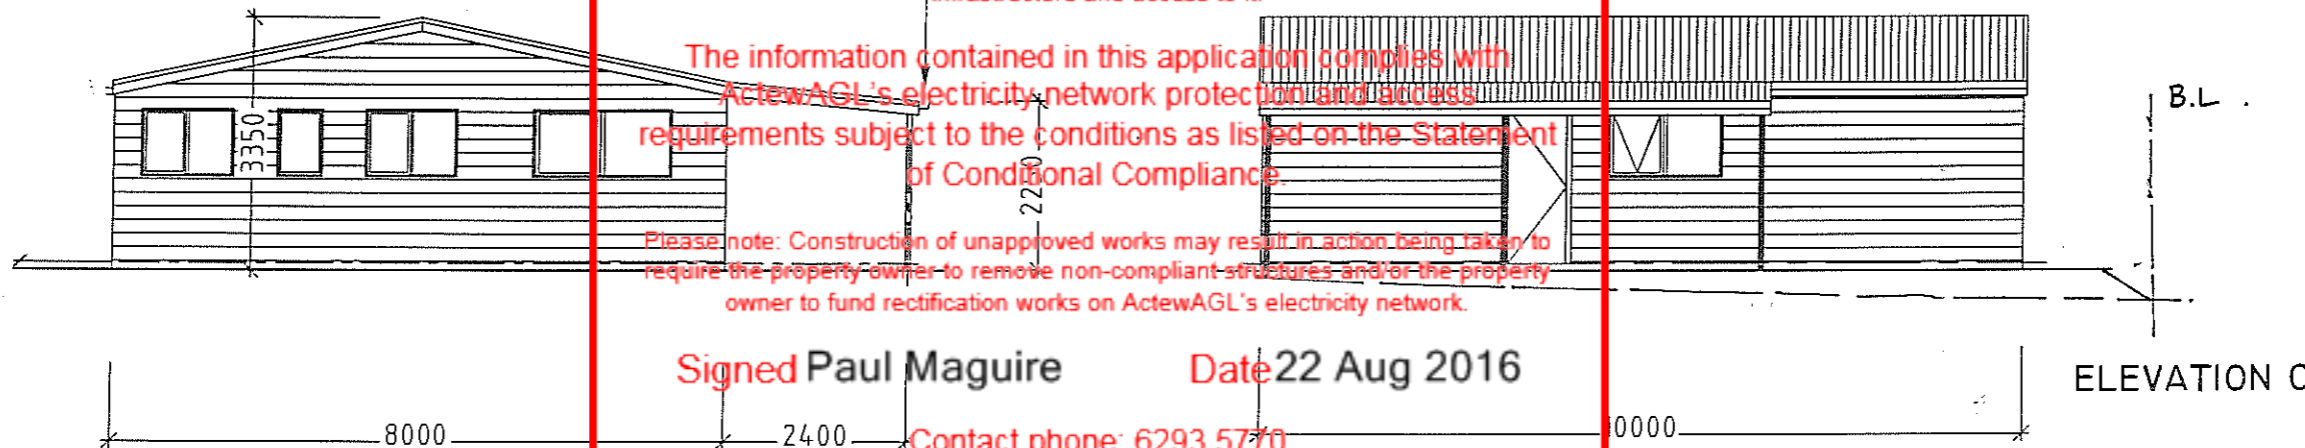 The information contained in this application complies with
ActewAGL's electricity network protection and access
requirements subject to the conditions as listed on the Statement
of Conditional Compliance.
Please note: Construction of unapproved works may result in action being taken to
require the property owner to remove non-compliant structures and/or the property
owner to fund rectification works on ActewAGL's electricity network.
Signed Paul Maguire Date 22 Aug 2016
Contact phone: 6293 5770
3350
B.L.
ELEVATION
8000
2400